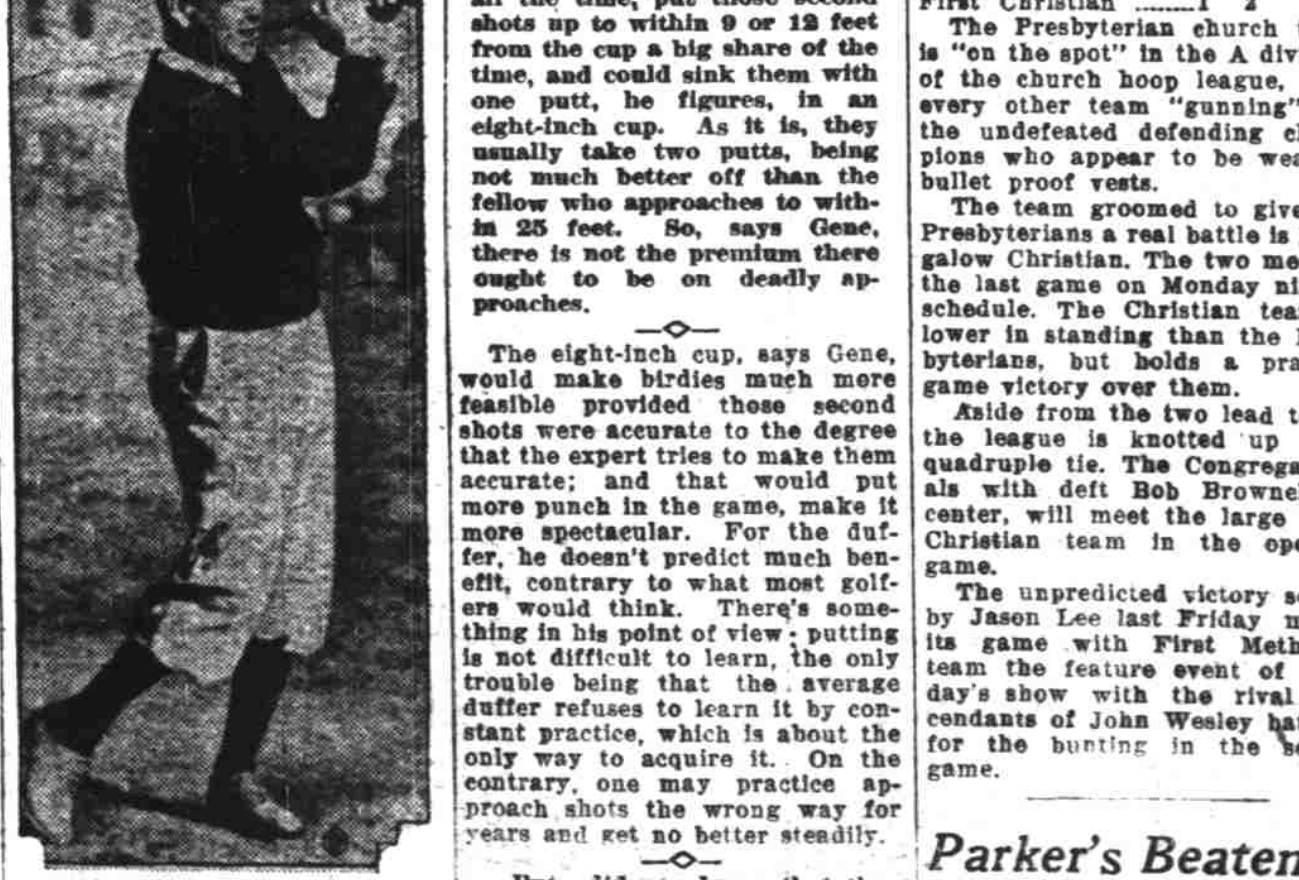 shots up to within 9 or 12 feet
from the cup a big share of the
time, and could sink them with
one putt, he figures, in an
eight-inch cup. As it is, they
usually take two putts, being
not much better off than the
fellow who approaches to with-
in 25 feet. So, says Gene,
there is not the premium there
ought to be on deadly ap-
proaches.
The eight-inch cup, says Gene,
would make birdies much more
feasible provided those second
shots were accurate to the degree
that the expert tries to make them
accurate; and that would put
more punch in the game, make it
more spectacular. For the duf-
fer, he doesn't predict much ben-
efit, contrary to what most golf-
ers would think. There's some-
thing in his point of view; putting
is not difficult to learn, the only
trouble being that the average
duffer refuses to learn it by con-
stant practice, which is about the
only way to acquire it. On the
contrary, one may practice ap-
proach shots the wrong way for
years and get no better steadily.
First Christian ........1 2
The Presbyterian church
is "on the spot" in the A div
of the church hoop league,
every other team "gunning"
the undefeated defending
pions who appear to be wea
bullet proof vests.
The team groomed to give
Presbyterians a real battle is
galow Christian. The two me
the last game on Monday ni
schedule. The Christian tea
lower in standing than the
byterians, but holds a pra
game victory over them.
Aside from the two lead t
the league is knotted up
quadruple tie. The Congrega
als with deft Bob Browne
center, will meet the large
Christian team in the ope
game.
The unpredicted victory s
by Jason Lee last Friday m
its game with First Meth
team the feature event of
day's show with the rival
cendants of John Wesley ba
for the bunting in the se
game.
Parker's Beaten